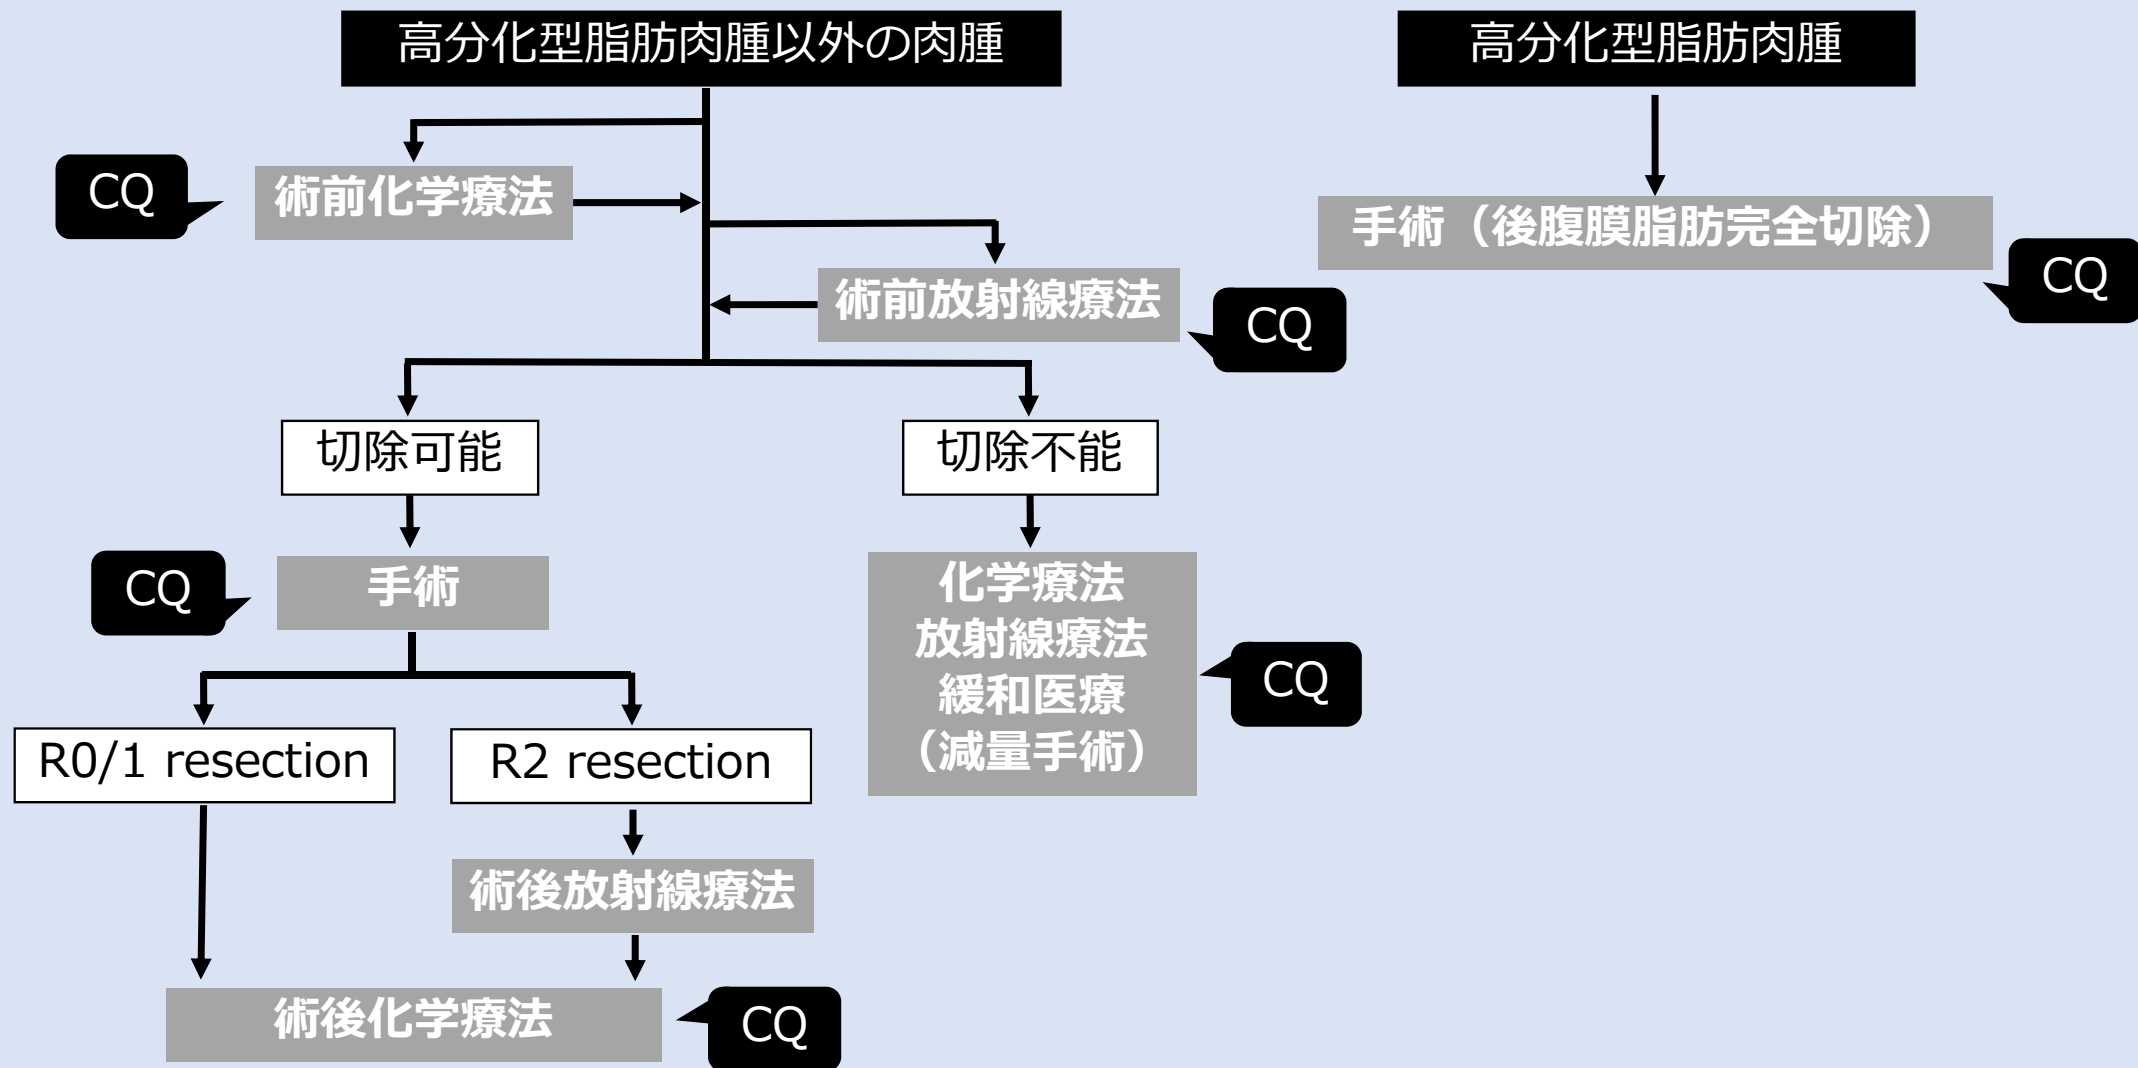 高分化型脂肪肉腫以外の肉腫
高分化型脂肪肉腫
CQ
術前化学療法
手術（後腹膜脂肪完全切除）
CQ
術前放射線療法
CQ
切除可能
切除不能
CQ
手術
化学療法
放射線療法
緩和医療
（減量手術）
CQ
R0/1 resection
R2 resection
術後放射線療法
術後化学療法
CQ